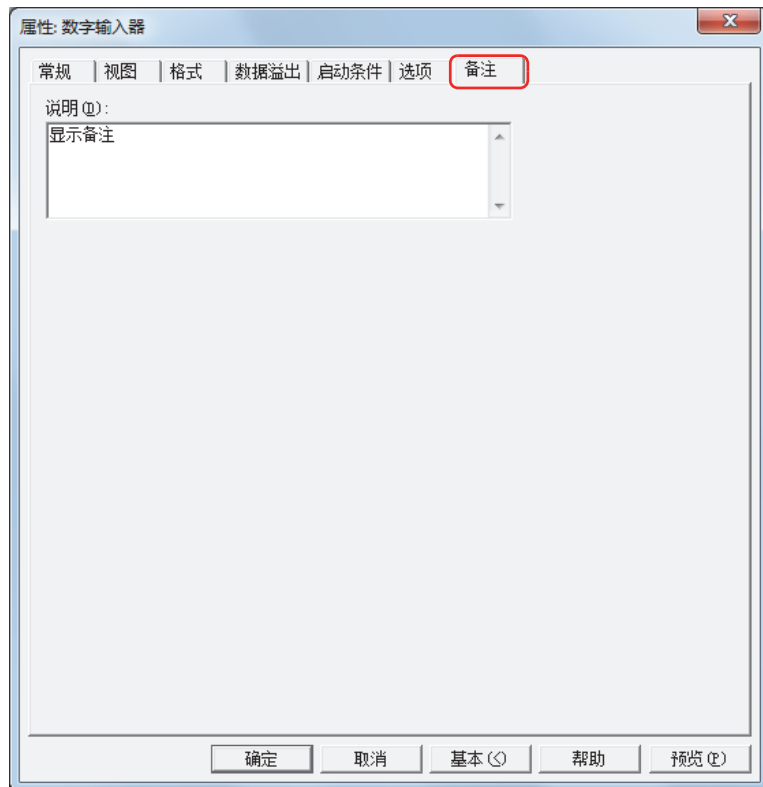 属性: 数字输入器
常规 视图 格式 数据溢出 启动条件 选项 备注
说明(D):
显示备注
确定 取消 基本(<) 帮助 预览(P)